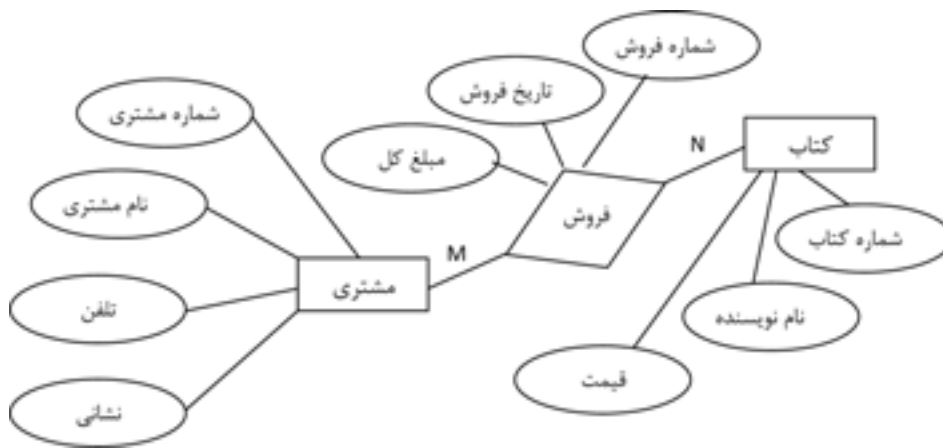 شماره فروش
تاریخ فروش
شماره مشتری
مبلغ کل
N
کتاب
نام مشتری
فروش
شماره کتاب
M
مشتری
تلفن
نام نویسنده
قیمت
نشانی